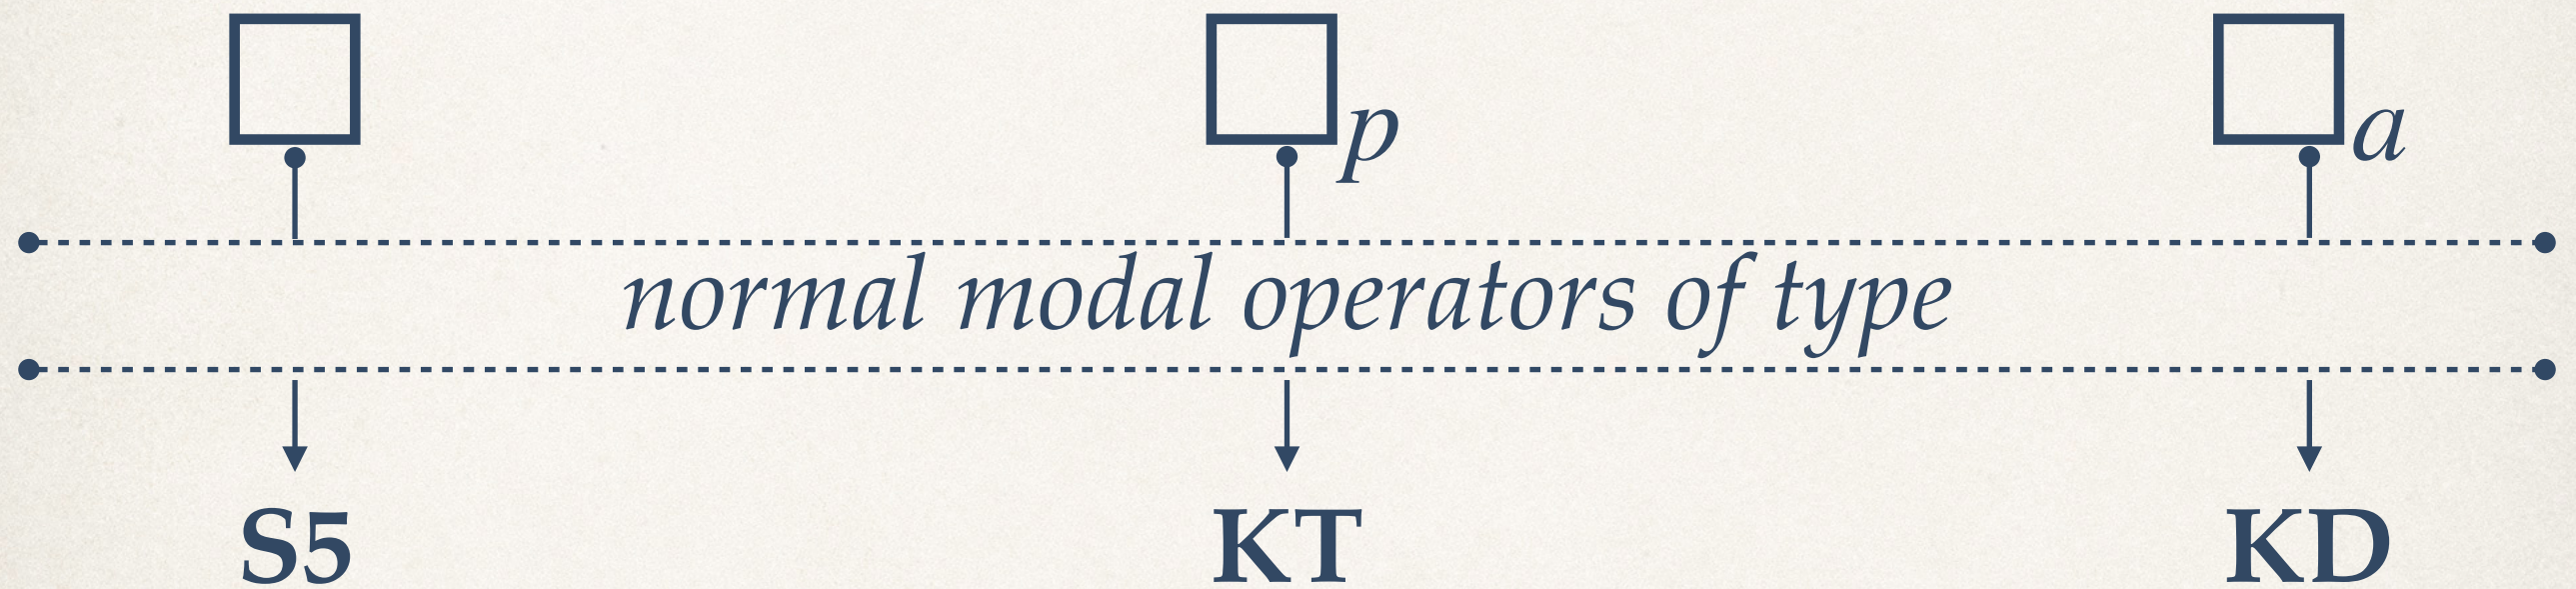 □ □p □a
normal modal operators of type
S5 KT KD